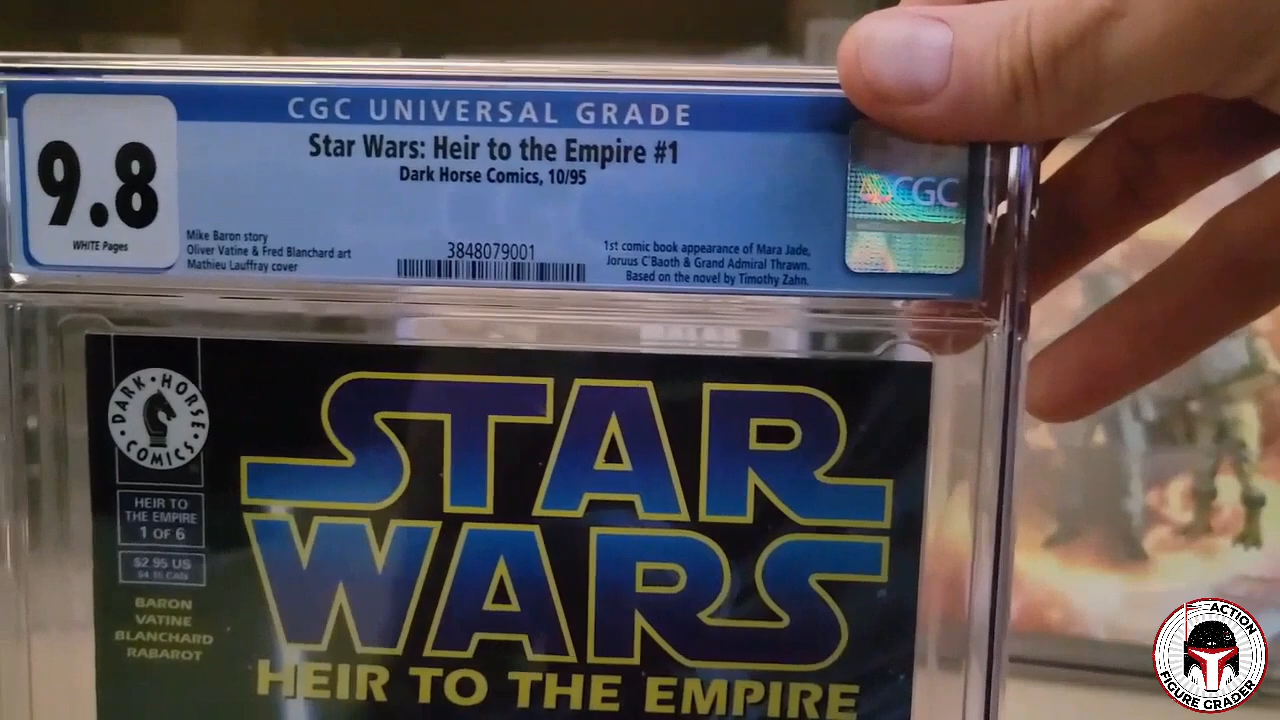 CGC UNIVERSAL GRADE
9.8
WHITE Pages
Star Wars: Heir to the Empire #1
Dark Horse Comics, 10/95
Mike Baron story
Oliver Vatine & Fred Blanchard art
Mathieu Lauffray cover
3848079001
1st comic book appearance of Mara Jade,
Joruus C'Baoth & Grand Admiral Thrawn.
Based on the novel by Timothy Zahn.
CGC
DARK HORSE COMICS
HEIR TO
THE EMPIRE
1 OF 6
$2.95 US
BARON
VATINE
BLANCHARD
RABAROT
STAR
WARS
HEIR TO THE EMPIRE
ACTION
FIGURE GRADER